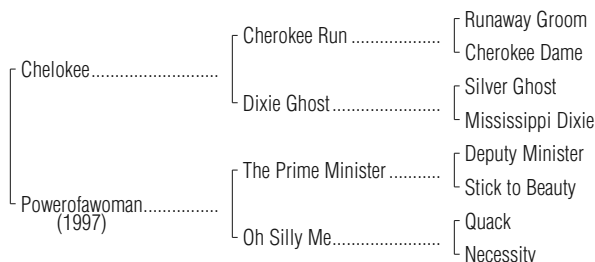 Runaway Groom
Cherokee Run
Cherokee Dame
Chelokee
Silver Ghost
Dixie Ghost
Mississippi Dixie
Deputy Minister
The Prime Minister
Stick to Beauty
Powerofawoman
(1997)
Quack
Oh Silly Me
Necessity